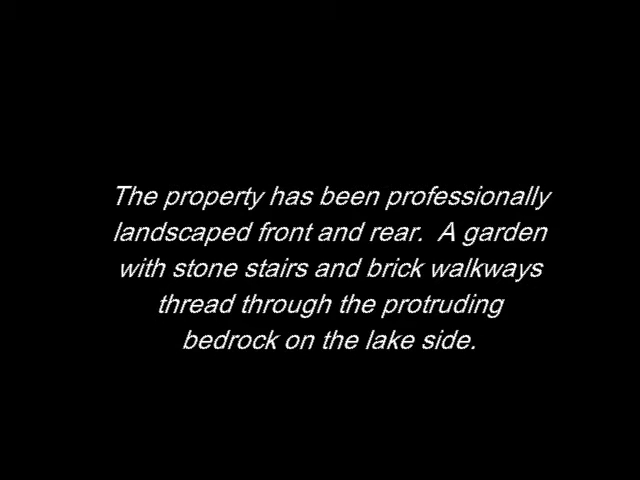 The property has been professionally
landscaped front and rear.  A garden
with stone stairs and brick walkways
thread through the protruding
bedrock on the lake side.